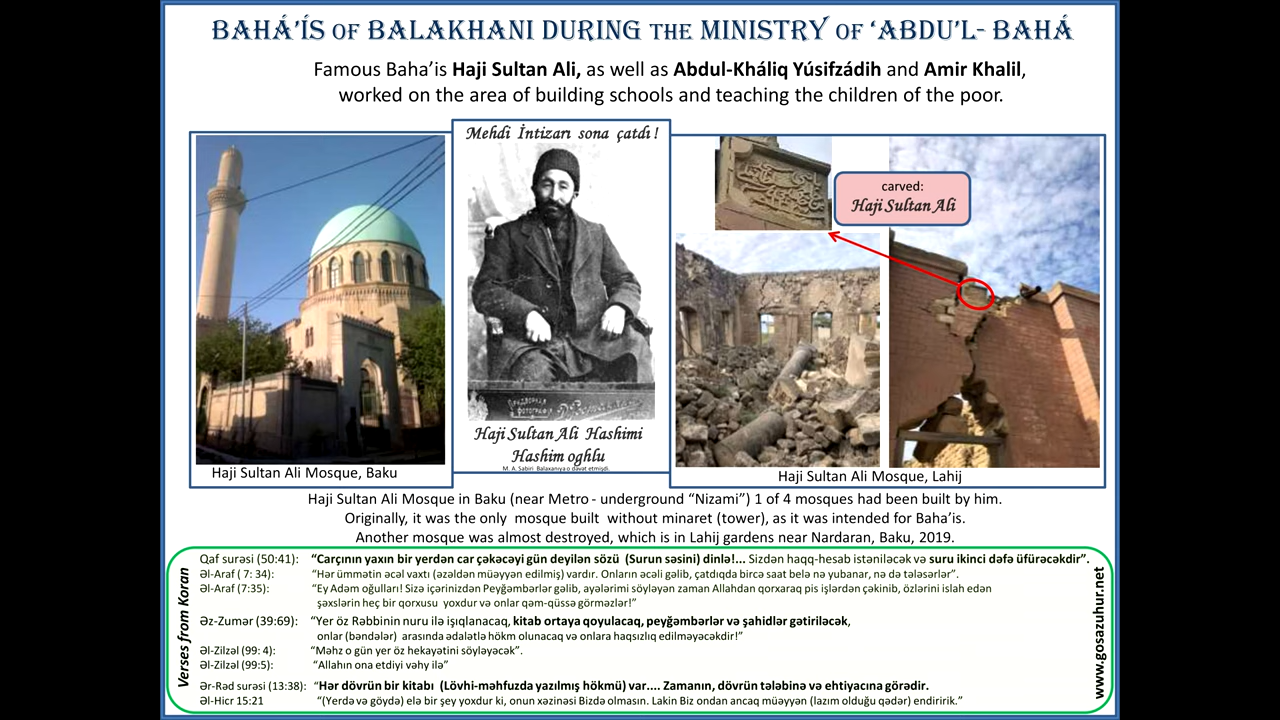 BAHÁ'ÍS OF BALAKHANI DURING THE MINISTRY OF 'ABDU'L- BAHÁ
Famous Baha'is Haji Sultan Ali, as well as Abdul-Kháliq Yúsifzádih and Amir Khalil,
worked on the area of building schools and teaching the children of the poor.
Mehdi İntizarı sona çatdı!
Haji Sultan Ali Hashimi
Hashim oghlu
M. A. Sabiri Balaxanıya o dəvət etmişdi.
Haji Sultan Ali Mosque, Baku
carved:
Haji Sultan Ali
Haji Sultan Ali Mosque, Lahij
Haji Sultan Ali Mosque in Baku (near Metro - underground "Nizami") 1 of 4 mosques had been built by him.
Originally, it was the only mosque built without minaret (tower), as it was intended for Baha'is.
Another mosque was almost destroyed, which is in Lahij gardens near Nardaran, Baku, 2019.
Verses from Koran
Qaf surəsi (50:41): "Carçının yaxın bir yerdən car çəkəcəyi gün deyilən sözü (Surun səsini) dinlə!... Sizdən haqq-hesab istəniləcək və suru ikinci dəfə üfürəcəkdir".
Əl-Araf ( 7: 34): "Hər ümmətin əcəl vaxtı (əzəldən müəyyən edilmiş) vardır. Onların əcəli gəlib, çatdıqda bircə saat belə nə yubanar, nə də tələsərlər".
Əl-Araf (7:35): "Ey Adəm oğulları! Sizə içərinizdən Peyğəmbərlər gəlib, ayələrimi söyləyən zaman Allahdan qorxaraq pis işlərdən çəkinib, özlərini islah edən
şəxslərin heç bir qorxusu yoxdur və onlar qəm-qüssə görməzlər!"
Əz-Zumər (39:69): "Yer öz Rəbbinin nuru ilə işıqlanacaq, kitab ortaya qoyulacaq, peyğəmbərlər və şahidlər gətiriləcək,
onlar (bəndələr) arasında ədalətlə hökm olunacaq və onlara haqsızlıq edilməyəcəkdir!"
Əl-Zilzəl (99: 4): "Məhz o gün yer öz hekayətini söyləyəcək".
Əl-Zilzəl (99:5): "Allahın ona etdiyi vəhy ilə"
Ər-Rəd surəsi (13:38): "Hər dövrün bir kitabı (Lövhi-məhfuzda yazılmış hökmü) var.... Zamanın, dövrün tələbinə və ehtiyacına görədir.
Əl-Hicr 15:21 "(Yerdə və göydə) elə bir şey yoxdur ki, onun xəzinəsi Bizdə olmasın. Lakin Biz ondan ancaq müəyyən (lazım olduğu qədər) endiririk."
www.gosazuhur.net